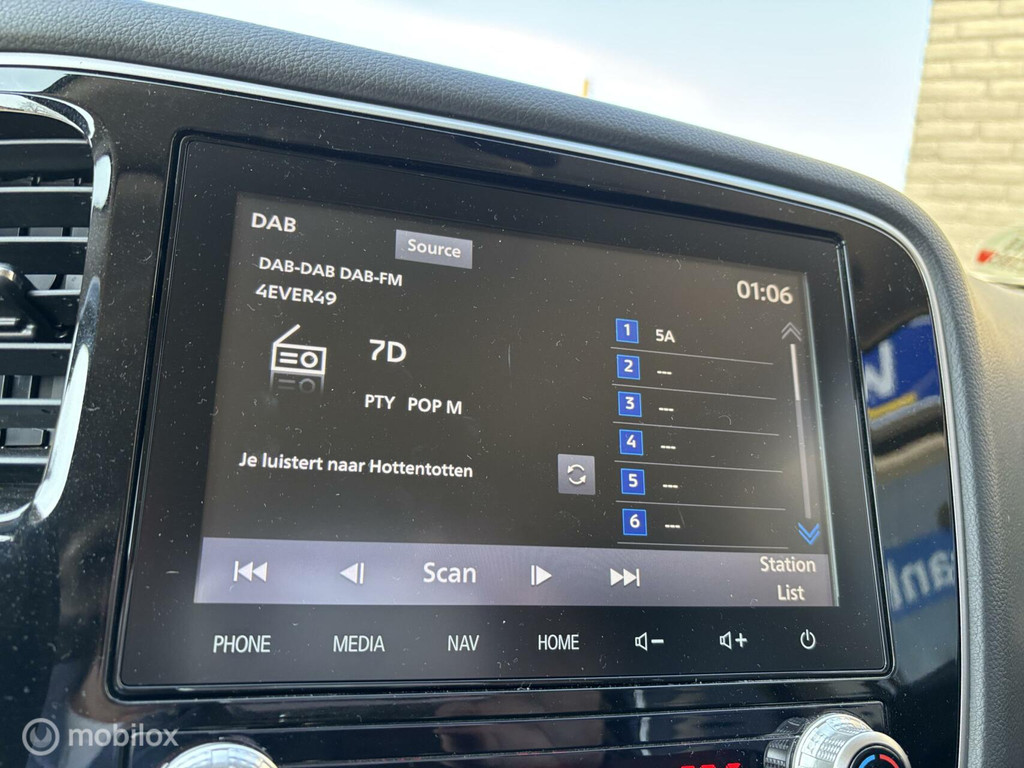 DAB
Source
DAB-DAB DAB-FM
4EVER49
01:06
7D
PTY POP M
Je luistert naar Hottentotten
1 5A
2 ---
3 ---
4 ---
5 ---
6 ---
Scan
Station
List
PHONE
MEDIA
NAV
HOME
mobilox